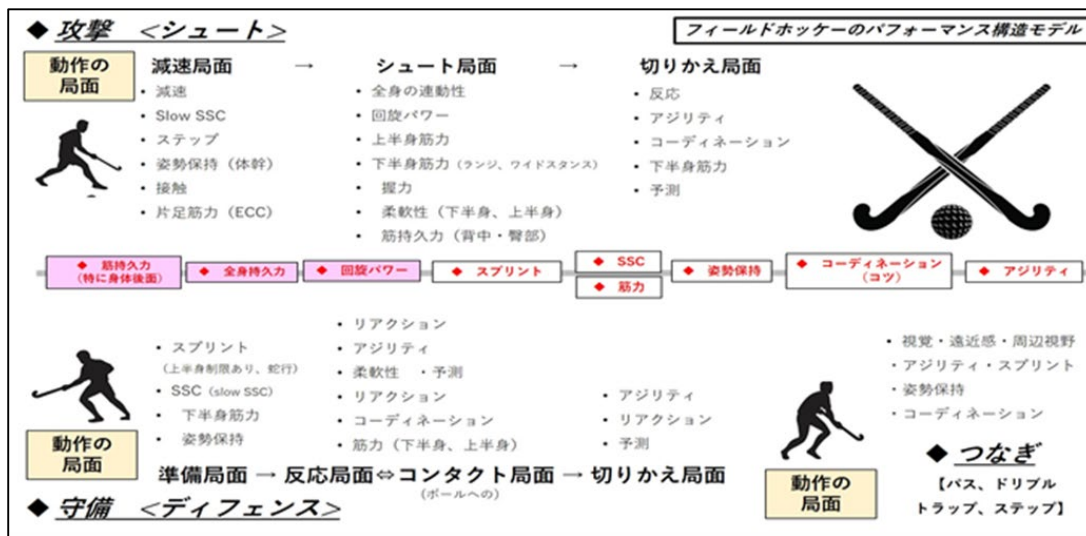 ◆ 攻撃 <シュート>
フィールドホッケーのパフォーマンス構造モデル
動作の
局面
減速局面 → シュート局面 → 切りかえ局面
• 減速
• Slow SSC
• ステップ
• 姿勢保持（体幹）
• 接触
• 片足筋力（ECC）
• 全身の連動性
• 回旋パワー
• 上半身筋力
• 下半身筋力（ランジ、ワイドスタンス）
• 握力
• 柔軟性（下半身、上半身）
• 筋持久力（背中・臀部）
• 反応
• アジリティ
• コーディネーション
• 下半身筋力
• 予測
◆ 筋持久力
（特に身体後面）
◆ 全身持久力
◆ 回旋パワー
◆ スプリント
◆ SSC
◆ 筋力
◆ 姿勢保持
◆ コーディネーション
（コツ）
◆ アジリティ
• スプリント
（上半身制限あり、蛇行）
• SSC（slow SSC）
• 下半身筋力
• 姿勢保持
• リアクション
• アジリティ
• 柔軟性 ・予測
• リアクション
• コーディネーション
• 筋力（下半身、上半身）
• アジリティ
• リアクション
• 予測
• 視覚・遠近感・周辺視野
• アジリティ・スプリント
• 姿勢保持
• コーディネーション
動作の
局面
準備局面 → 反応局面⇔コンタクト局面 → 切りかえ局面
（ボールへの）
◆ 守備 <ディフェンス>
動作の
局面
◆ つなぎ
【パス、ドリブル
トラップ、ステップ】